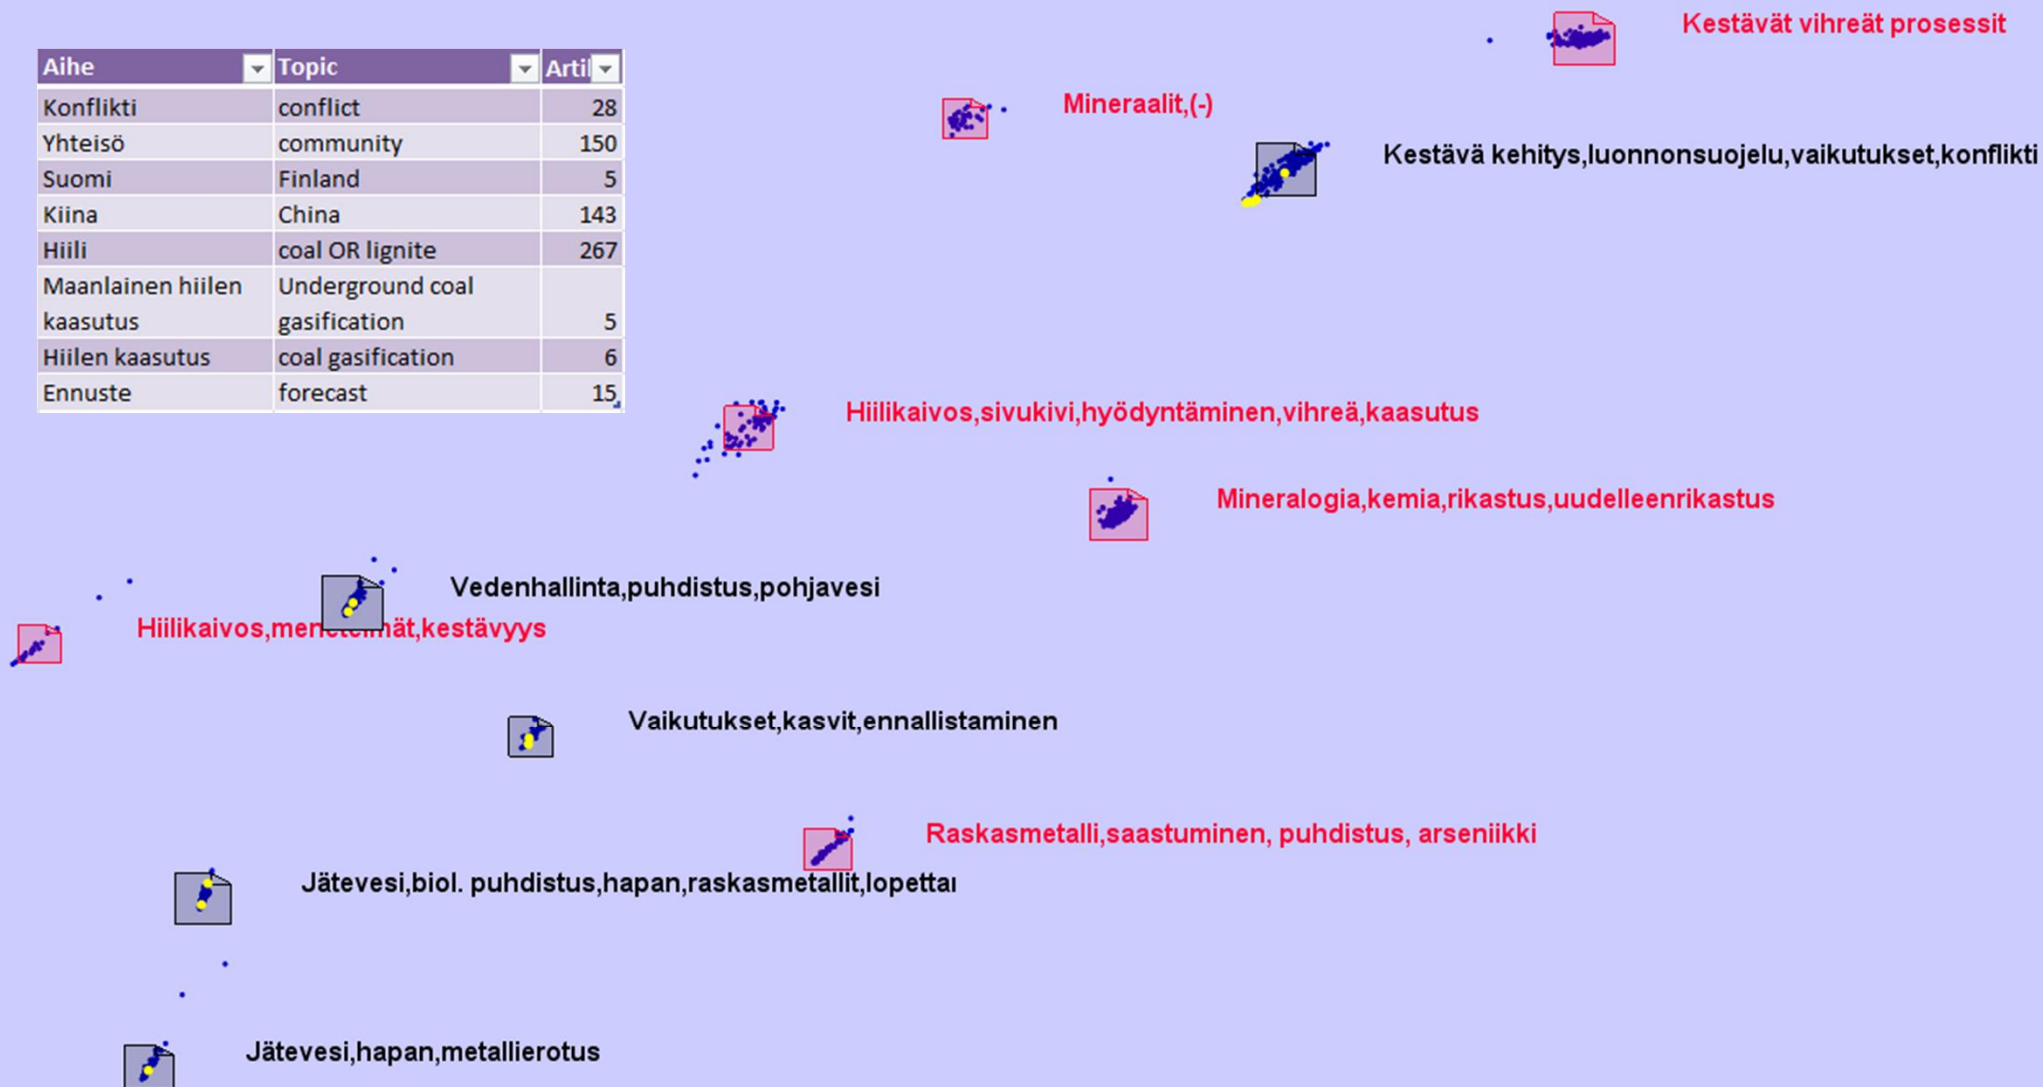 Aihe Topic Artil
Konflikti conflict 28
Yhteisö community 150
Suomi Finland 5
Kiina China 143
Hiili coal OR lignite 267
Maanlainen hiilen Underground coal
kaasutus gasification 5
Hiilen kaasutus coal gasification 6
Ennuste forecast 15
Kestävät vihreät prosessit
Mineraalit,(-)
Kestävä kehitys,luonnonsuojelu,vaikutukset,konflikti
Hiilikaivos,sivukivi,hyödyntäminen,vihreä,kaasutus
Mineralogia,kemia,rikastus,uudelleenrikastus
Vedenhallinta,puhdistus,pohjavesi
Hiilikaivos,menetelmät,kestävyys
Vaikutukset,kasvit,ennallistaminen
Raskasmetalli,saastuminen, puhdistus, arseniikki
Jätevesi,biol. puhdistus,hapan,raskasmetallit,lopettaı
Jätevesi,hapan,metallierotus